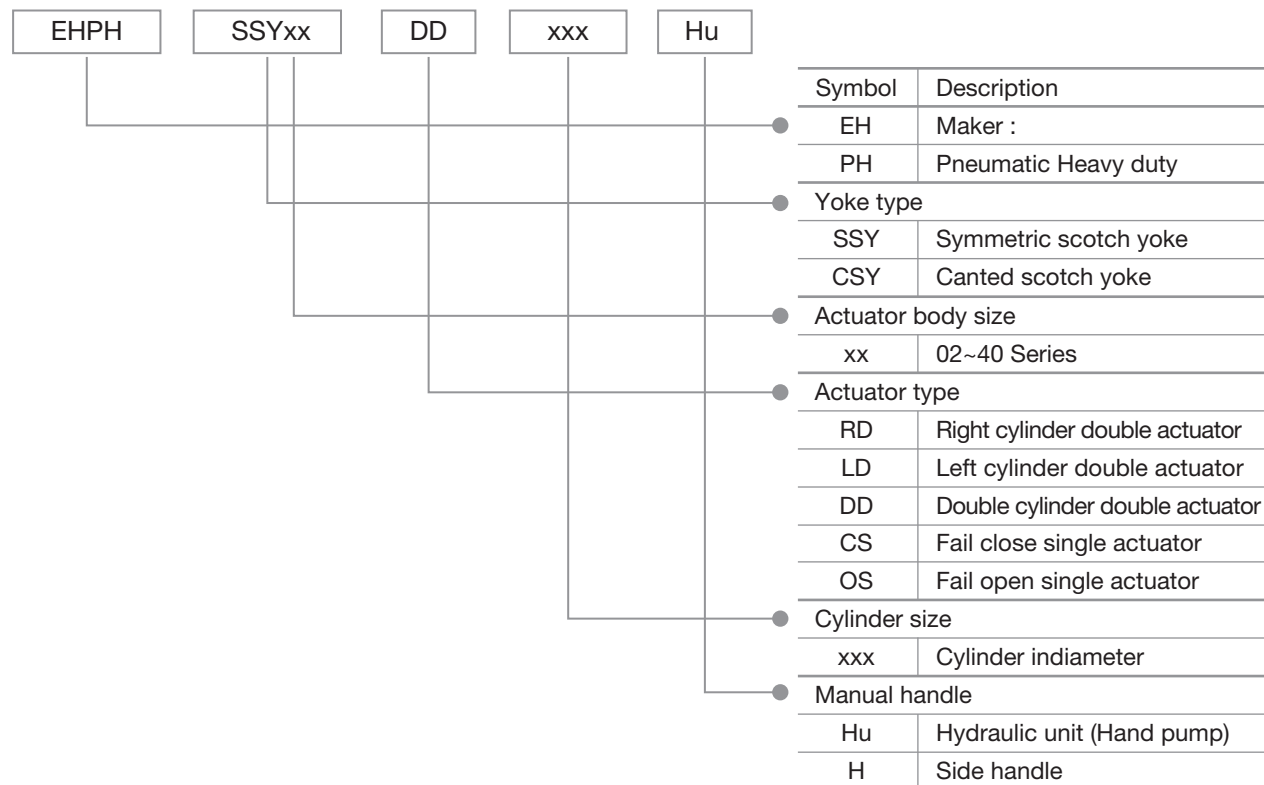 EHPH SSYxx DD xxx Hu
Symbol Description
EH Maker :
PH Pneumatic Heavy duty
Yoke type
SSY Symmetric scotch yoke
CSY Canted scotch yoke
Actuator body size
xx 02~40 Series
Actuator type
RD Right cylinder double actuator
LD Left cylinder double actuator
DD Double cylinder double actuator
CS Fail close single actuator
OS Fail open single actuator
Cylinder size
xxx Cylinder indiameter
Manual handle
Hu Hydraulic unit (Hand pump)
H Side handle